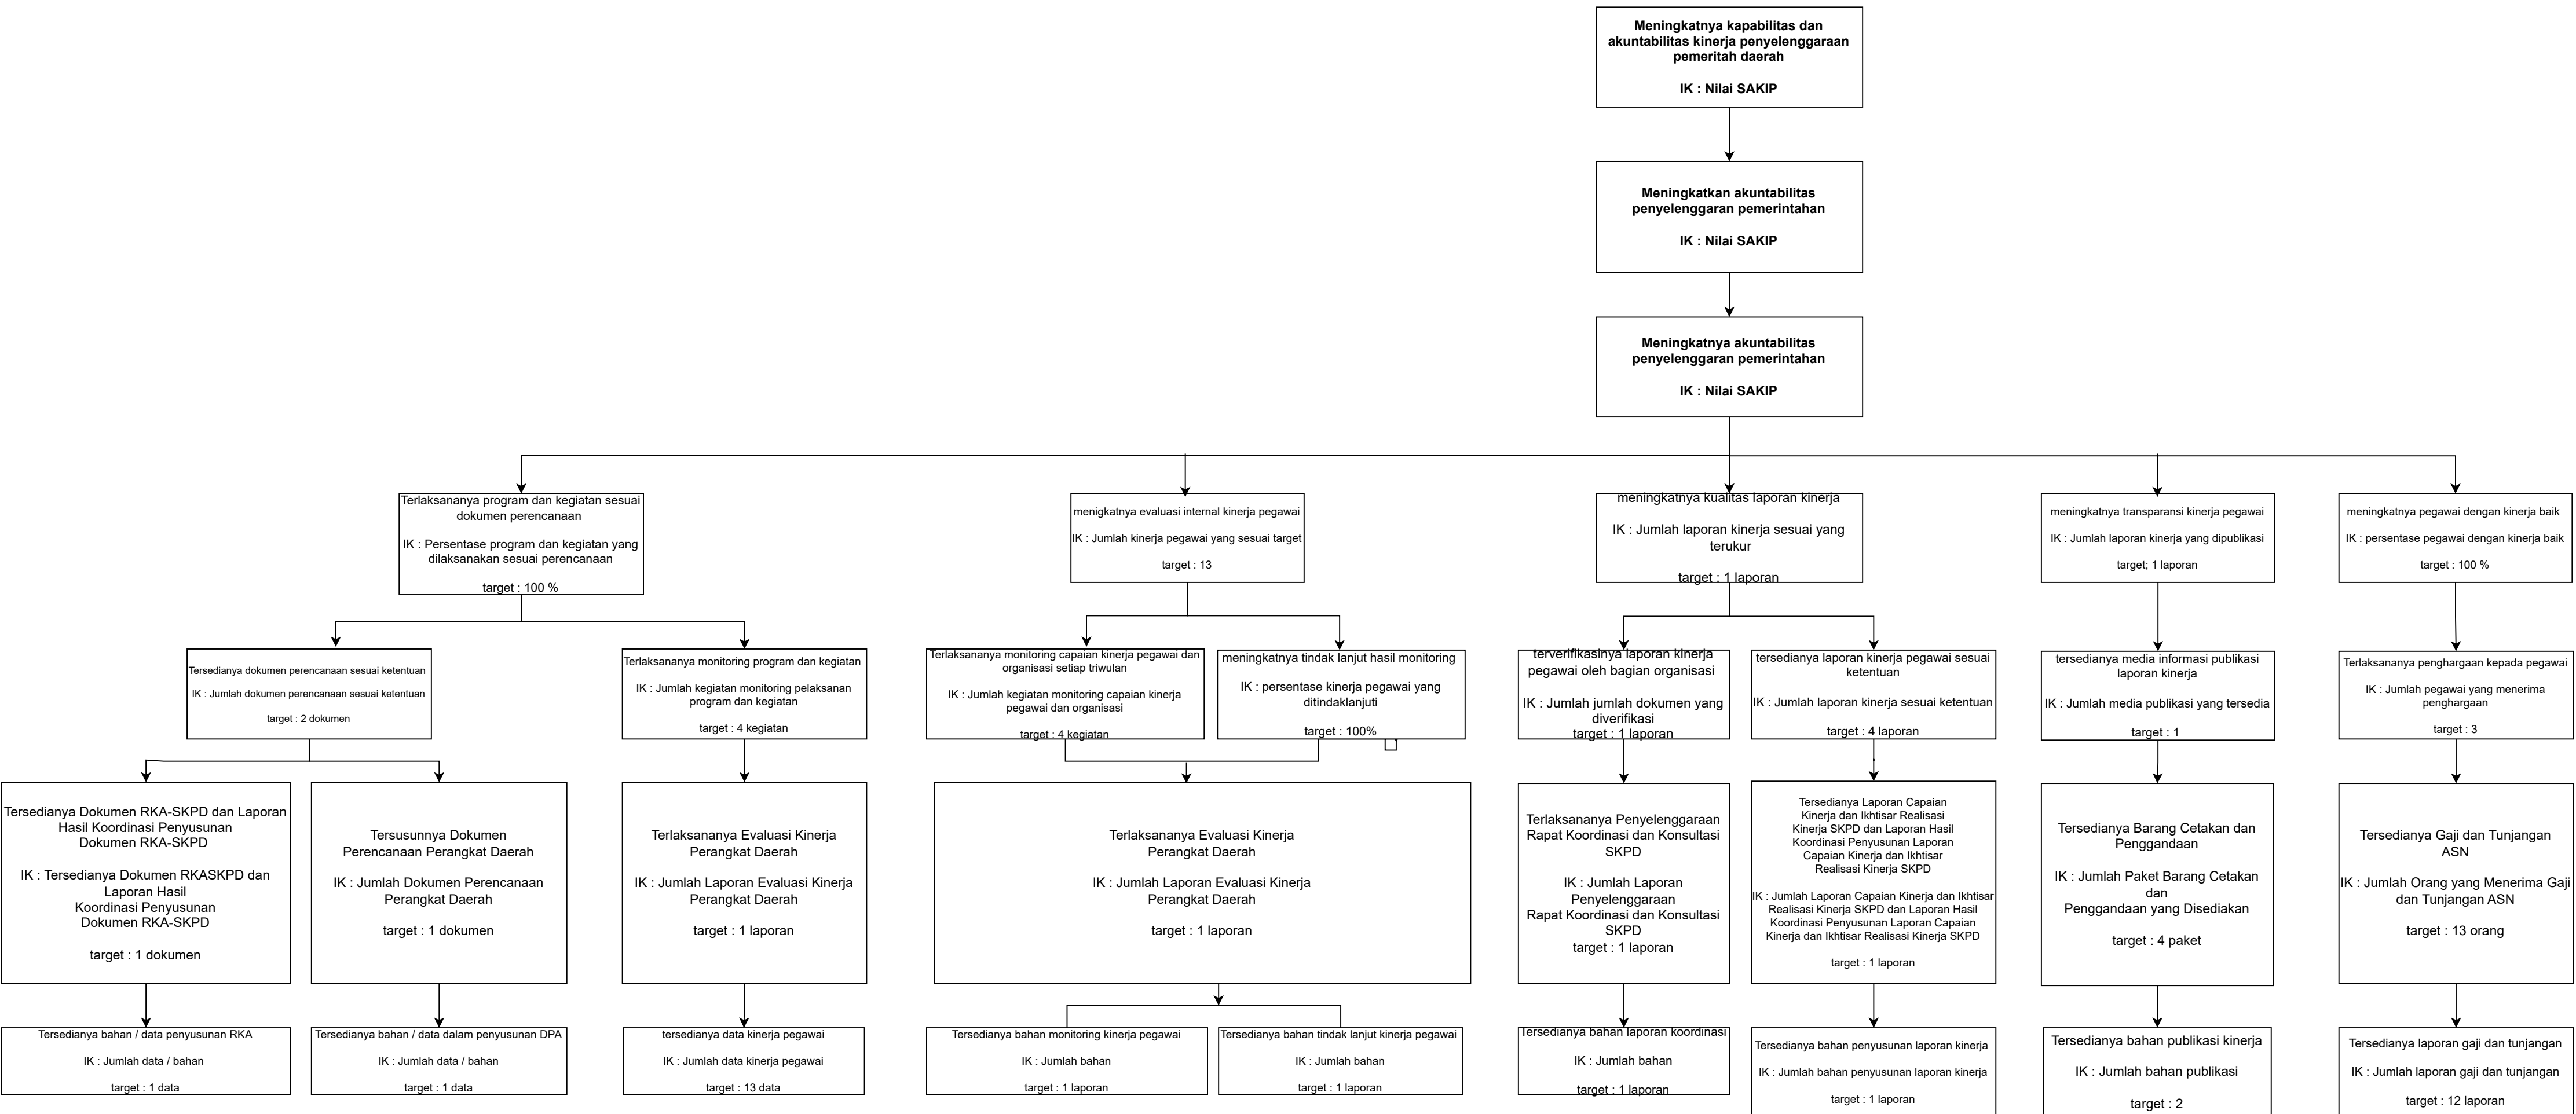 Meningkatnya kapabilitas dan
akuntabilitas kinerja penyelenggaraan
pemeritah daerah
IK : Nilai SAKIP
Meningkatkan akuntabilitas
penyelenggaran pemerintahan
IK : Nilai SAKIP
Meningkatnya akuntabilitas
penyelenggaran pemerintahan
IK : Nilai SAKIP
Terlaksananya program dan kegiatan sesuai
dokumen perencanaan
IK : Persentase program dan kegiatan yang
dilaksanakan sesuai perencanaan
target : 100 %
menigkatnya evaluasi internal kinerja pegawai
IK : Jumlah kinerja pegawai yang sesuai target
target : 13
meningkatnya kualitas laporan kinerja
IK : Jumlah laporan kinerja sesuai yang
terukur
target : 1 laporan
meningkatnya transparansi kinerja pegawai
IK : Jumlah laporan kinerja yang dipublikasi
target; 1 laporan
meningkatnya pegawai dengan kinerja baik
IK : persentase pegawai dengan kinerja baik
target : 100 %
Tersedianya dokumen perencanaan sesuai ketentuan
IK : Jumlah dokumen perencanaan sesuai ketentuan
target : 2 dokumen
Terlaksananya monitoring program dan kegiatan
IK : Jumlah kegiatan monitoring pelaksanan
program dan kegiatan
target : 4 kegiatan
Terlaksananya monitoring capaian kinerja pegawai dan
organisasi setiap triwulan
IK : Jumlah kegiatan monitoring capaian kinerja
pegawai dan organisasi
target : 4 kegiatan
meningkatnya tindak lanjut hasil monitoring
IK : persentase kinerja pegawai yang
ditindaklanjuti
target : 100%
terverifikasinya laporan kinerja
pegawai oleh bagian organisasi
IK : Jumlah jumlah dokumen yang
diverifikasi
target : 1 laporan
tersedianya laporan kinerja pegawai sesuai
ketentuan
IK : Jumlah laporan kinerja sesuai ketentuan
target : 4 laporan
tersedianya media informasi publikasi
laporan kinerja
IK : Jumlah media publikasi yang tersedia
target : 1
Terlaksananya penghargaan kepada pegawai
IK : Jumlah pegawai yang menerima
penghargaan
target : 3
Tersedianya Dokumen RKA-SKPD dan Laporan
Hasil Koordinasi Penyusunan
Dokumen RKA-SKPD
IK : Tersedianya Dokumen RKASKPD dan
Laporan Hasil
Koordinasi Penyusunan
Dokumen RKA-SKPD
target : 1 dokumen
Tersusunnya Dokumen
Perencanaan Perangkat Daerah
IK : Jumlah Dokumen Perencanaan
Perangkat Daerah
target : 1 dokumen
Terlaksananya Evaluasi Kinerja
Perangkat Daerah
IK : Jumlah Laporan Evaluasi Kinerja
Perangkat Daerah
target : 1 laporan
Terlaksananya Evaluasi Kinerja
Perangkat Daerah
IK : Jumlah Laporan Evaluasi Kinerja
Perangkat Daerah
target : 1 laporan
Terlaksananya Penyelenggaraan
Rapat Koordinasi dan Konsultasi
SKPD
IK : Jumlah Laporan
Penyelenggaraan
Rapat Koordinasi dan Konsultasi
SKPD
target : 1 laporan
Tersedianya Laporan Capaian
Kinerja dan Ikhtisar Realisasi
Kinerja SKPD dan Laporan Hasil
Koordinasi Penyusunan Laporan
Capaian Kinerja dan Ikhtisar
Realisasi Kinerja SKPD
IK : Jumlah Laporan Capaian Kinerja dan Ikhtisar
Realisasi Kinerja SKPD dan Laporan Hasil
Koordinasi Penyusunan Laporan Capaian
Kinerja dan Ikhtisar Realisasi Kinerja SKPD
target : 1 laporan
Tersedianya Barang Cetakan dan
Penggandaan
IK : Jumlah Paket Barang Cetakan
dan
Penggandaan yang Disediakan
target : 4 paket
Tersedianya Gaji dan Tunjangan
ASN
IK : Jumlah Orang yang Menerima Gaji
dan Tunjangan ASN
target : 13 orang
Tersedianya bahan / data penyusunan RKA
IK : Jumlah data / bahan
target : 1 data
Tersedianya bahan / data dalam penyusunan DPA
IK : Jumlah data / bahan
target : 1 data
tersedianya data kinerja pegawai
IK : Jumlah data kinerja pegawai
target : 13 data
Tersedianya bahan monitoring kinerja pegawai
IK : Jumlah bahan
target : 1 laporan
Tersedianya bahan tindak lanjut kinerja pegawai
IK : Jumlah bahan
target : 1 laporan
Tersedianya bahan laporan koordinasi
IK : Jumlah bahan
target : 1 laporan
Tersedianya bahan penyusunan laporan kinerja
IK : Jumlah bahan penyusunan laporan kinerja
target : 1 laporan
Tersedianya bahan publikasi kinerja
IK : Jumlah bahan publikasi
target : 2
Tersedianya laporan gaji dan tunjangan
IK : Jumlah laporan gaji dan tunjangan
target : 12 laporan